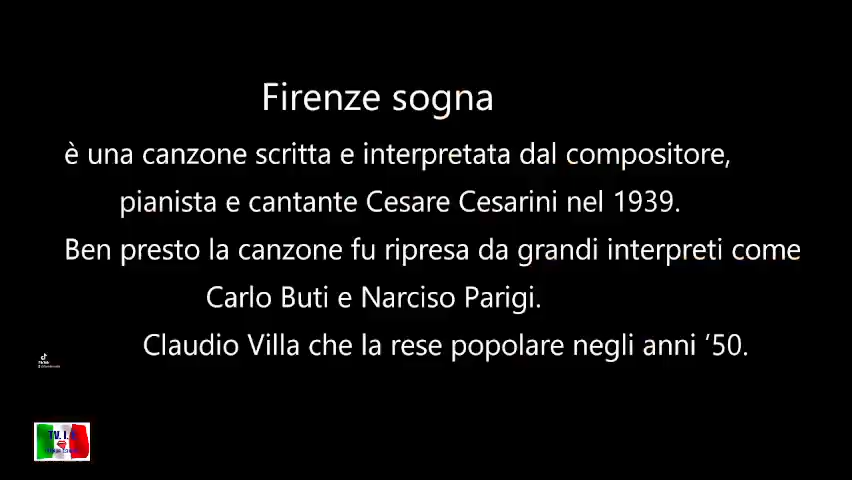 Firenze sogna
è una canzone scritta e interpretata dal compositore,
pianista e cantante Cesare Cesarini nel 1939.
Ben presto la canzone fu ripresa da grandi interpreti come
Carlo Buti e Narciso Parigi.
Claudio Villa che la rese popolare negli anni ‘50.